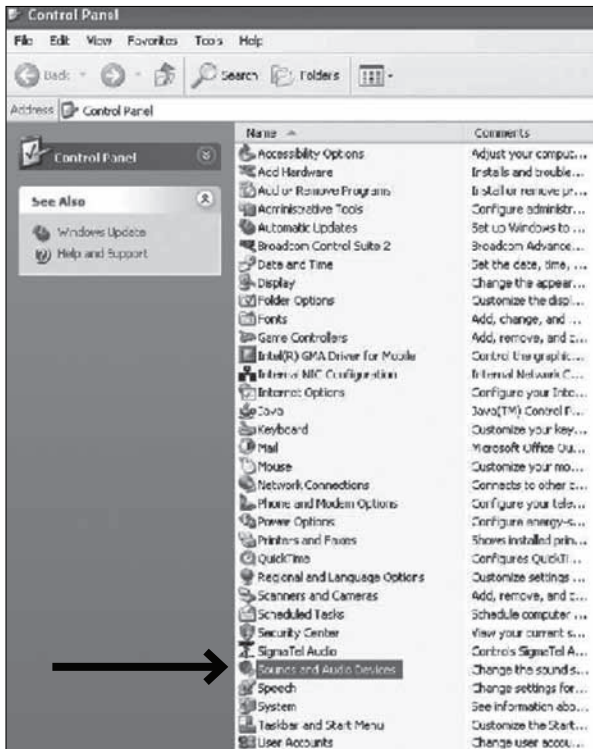 Control Panel
File Edit View Favorites Tools Help
Back Search Folders
Address Control Panel
Name Comments
Control Panel
See Also
Windows Update
Help and Support
Accessibility Options Adjust your comput...
Add Hardware Installs and trouble...
Add or Remove Programs Install or remove pr...
Administrative Tools Configure administr...
Automatic Updates Set up Windows to ...
Broadcom Control Suite 2 Broadcom Advance...
Date and Time Set the date, time, ...
Display Change the appear...
Folder Options Customize the displ...
Fonts Add, change, and ...
Game Controllers Add, remove, and c...
Intel(R) GMA Driver for Mobile Control the graphic...
Internal NIC Configuration Internal Network C...
Internet Options Configure your Inte...
Java Java(TM) Control P...
Keyboard Customize your key...
Mail Microsoft Office Ou...
Mouse Customize your mo...
Network Connections Connects to other c...
Phone and Modem Options Configure your tele...
Power Options Configure energy-s...
Printers and Faxes Shows installed prin...
QuickTime Configures QuickTi...
Regional and Language Options Customize settings ...
Scanners and Cameras Add, remove, and c...
Scheduled Tasks Schedule computer ...
Security Center View your current s...
SigmaTel Audio Controls SigmaTel A...
Sounds and Audio Devices Change the sound s...
Speech Change settings for...
System See information abo...
Taskbar and Start Menu Customize the Start...
User Accounts Change user accou...